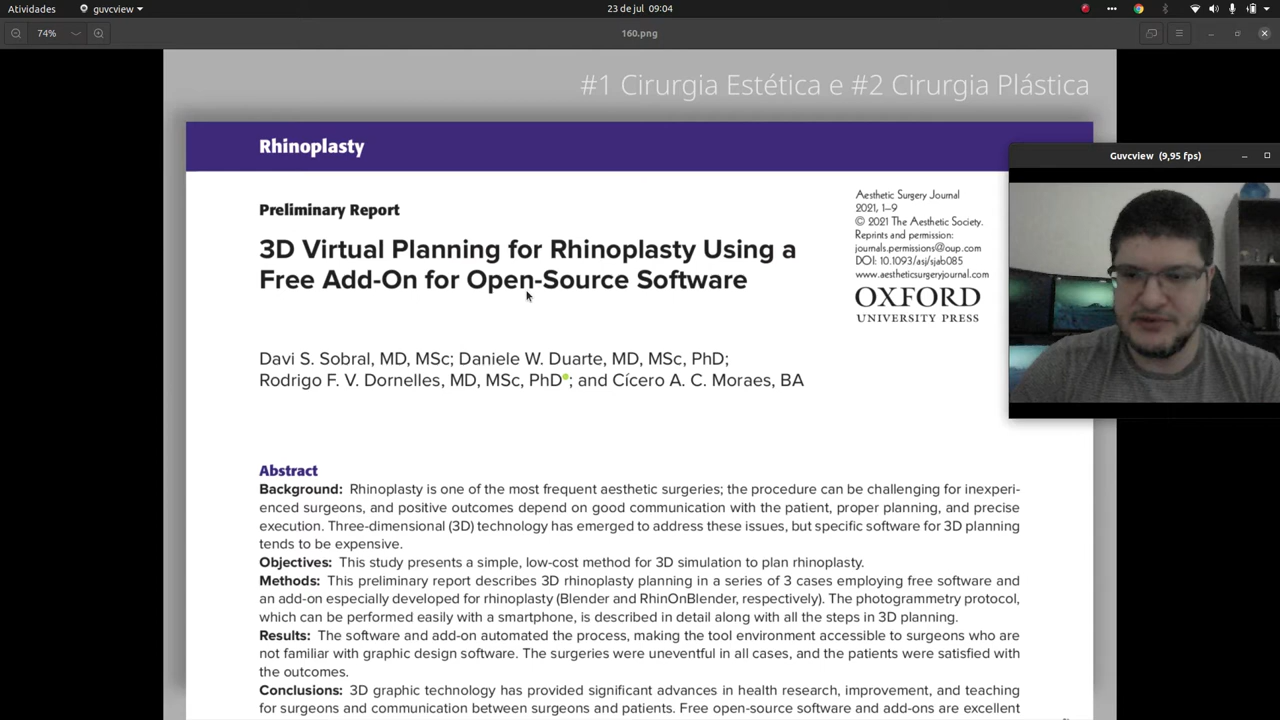 Atividades
guvcview
23 de jul 09:04
74%
160.png
#1 Cirurgia Estética e #2 Cirurgia Plástica
Rhinoplasty
Guvcview (9,95 fps)
Preliminary Report
3D Virtual Planning for Rhinoplasty Using a
Free Add-On for Open-Source Software
Aesthetic Surgery Journal
2021, 1–9
© 2021 The Aesthetic Society.
Reprints and permission:
journals.permissions@oup.com
DOI: 10.1093/asj/sjab085
www.aestheticsurgeryjournal.com
OXFORD
UNIVERSITY PRESS
Davi S. Sobral, MD, MSc; Daniele W. Duarte, MD, MSc, PhD;
Rodrigo F. V. Dornelles, MD, MSc, PhD; and Cícero A. C. Moraes, BA
Abstract
Background: Rhinoplasty is one of the most frequent aesthetic surgeries; the procedure can be challenging for inexperi-
enced surgeons, and positive outcomes depend on good communication with the patient, proper planning, and precise
execution. Three-dimensional (3D) technology has emerged to address these issues, but specific software for 3D planning
tends to be expensive.
Objectives: This study presents a simple, low-cost method for 3D simulation to plan rhinoplasty.
Methods: This preliminary report describes 3D rhinoplasty planning in a series of 3 cases employing free software and
an add-on especially developed for rhinoplasty (Blender and RhinOnBlender, respectively). The photogrammetry protocol,
which can be performed easily with a smartphone, is described in detail along with all the steps in 3D planning.
Results: The software and add-on automated the process, making the tool environment accessible to surgeons who are
not familiar with graphic design software. The surgeries were uneventful in all cases, and the patients were satisfied with
the outcomes.
Conclusions: 3D graphic technology has provided significant advances in health research, improvement, and teaching
for surgeons and communication between surgeons and patients. Free open-source software and add-ons are excellent